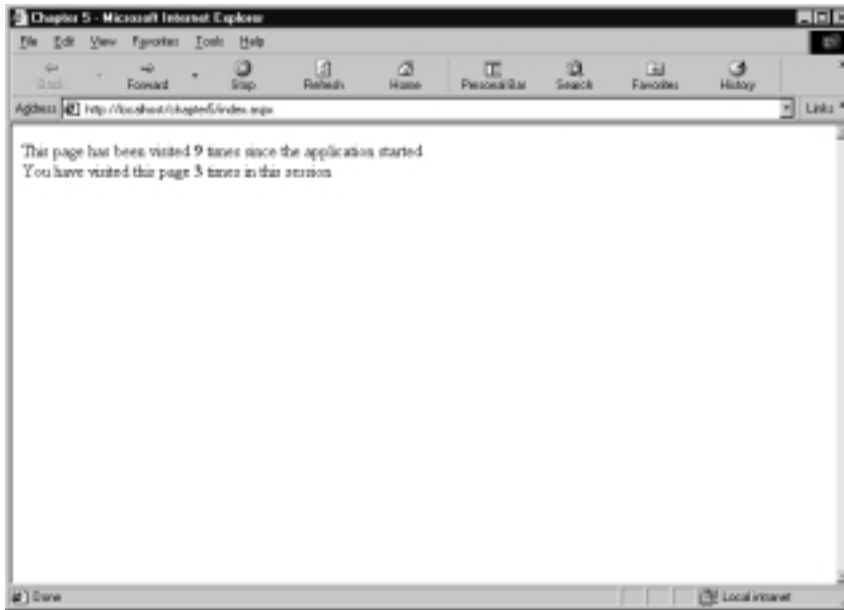 Chapter 5 - Microsoft Internet Explorer
File Edit View Favorites Tools Help
Back Forward Stop Refresh Home Personal Bar Search Favorites History
Address http://localhost/chapter5/index.aspx Links
This page has been visited 9 times since the application started
You have visited this page 3 times in this session
Done Local intranet